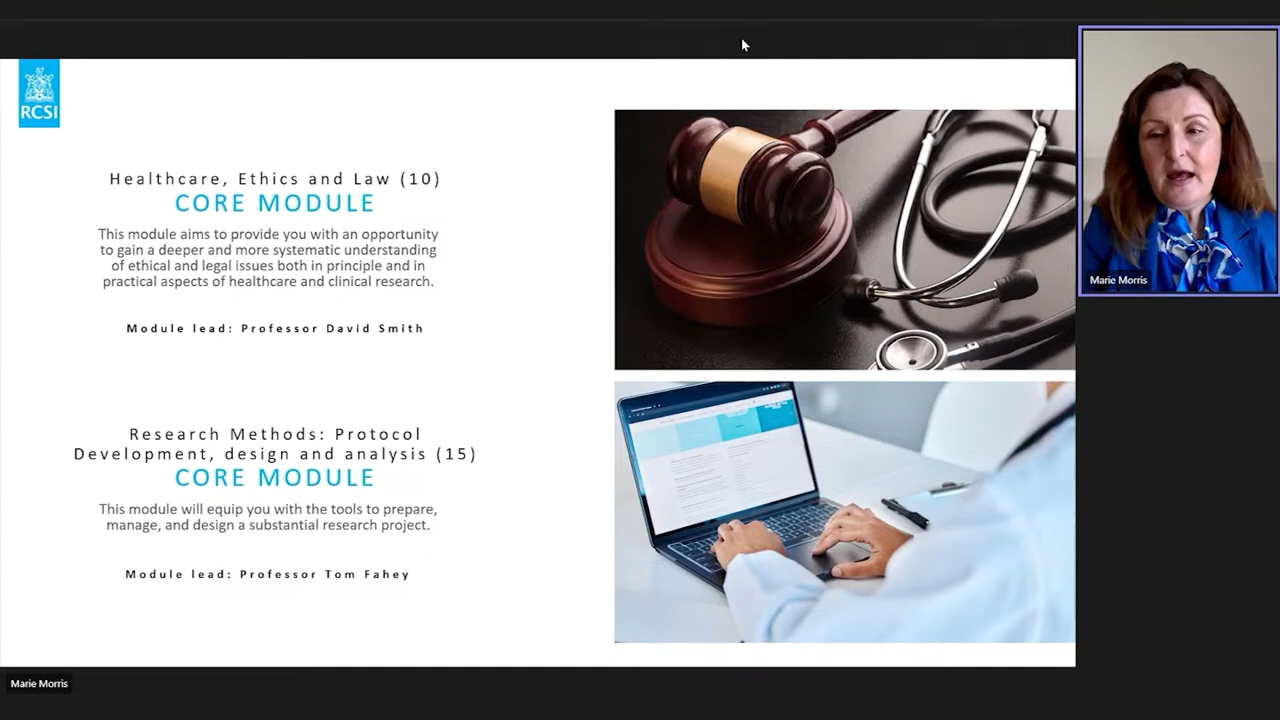 RCSI
Healthcare, Ethics and Law (10)
CORE MODULE
This module aims to provide you with an opportunity
to gain a deeper and more systematic understanding
of ethical and legal issues both in principle and in
practical aspects of healthcare and clinical research.
Module lead: Professor David Smith
Research Methods: Protocol
Development, design and analysis (15)
CORE MODULE
This module will equip you with the tools to prepare,
manage, and design a substantial research project.
Module lead: Professor Tom Fahey
Marie Morris
Marie Morris